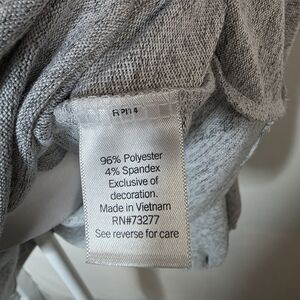 96% Polyester
4% Spandex
Exclusive of
decoration.
Made in Vietnam
RN#73277
See reverse for care